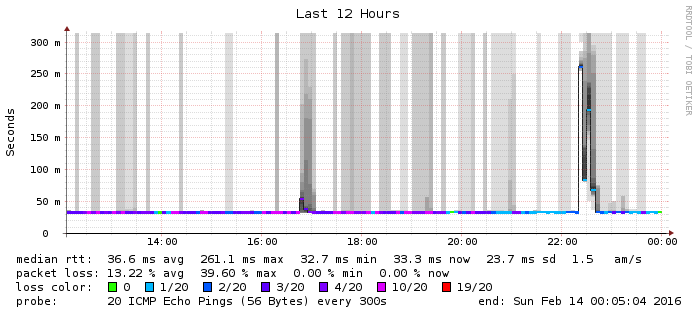 Last 12 Hours
RRDTOOL / TOBI OETIKER
Seconds
300 m
250 m
200 m
150 m
100 m
50 m
0
14:00 16:00 18:00 20:00 22:00 00:00
median rtt: 36.6 ms avg 261.1 ms max 32.7 ms min 33.3 ms now 23.7 ms sd 1.5 am/s
packet loss: 13.22 % avg 39.60 % max 0.00 % min 0.00 % now
loss color: 0 1/20 2/20 3/20 4/20 10/20 19/20
probe: 20 ICMP Echo Pings (56 Bytes) every 300s end: Sun Feb 14 00:05:04 2016